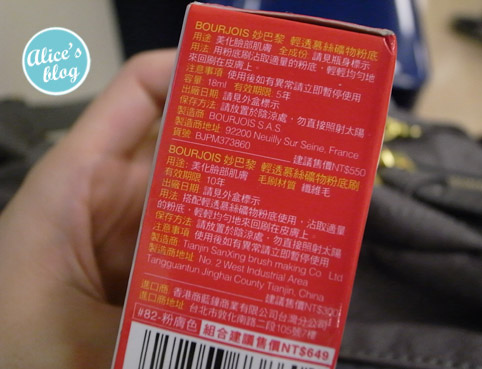 Alice's
blog
BOURJOIS 妙巴黎 輕透慕絲礦物粉底
用途 美化臉部肌膚 全成份 請見瓶身標示
用法 用粉底刷沾取適量的粉底，輕輕均勻地
來回刷在皮膚上。
注意事項 使用後如有異常請立即暫停使用
容量: 18ml 有效期限: 5年
出廠日期 請見外盒標示
保存方法 請放置於陰涼處，勿直接照射太陽
製造商 BOURJOIS S.A.S
製造商地址 92200 Neuilly Sur Seine, France
貨號 BJPM373860 建議售價NT$550
BOURJOIS 妙巴黎 輕透慕絲礦物粉底刷
用途: 美化臉部肌膚 毛刷材質 纖維毛
有效期限 10年
出廠日期 請見外盒標示
用法 搭配輕透慕絲礦物粉底使用，沾取適量
的粉底，輕輕均勻地來回刷在皮膚上。
保存方法 請放置於陰涼處，勿直接照射太陽
注意事項 使用後如有異常請立即暫停使用
製造商 Tianjin SanXing brush making Co Ltd
製造商地址 No. 2 West Industrial Area
Tangguantun Jinghai County Tianjin, China
建議售價NT$300
進口商 香港商藍鐘商業有限公司台灣分公司
進口商地址 台北市敦化南路二段105號7樓
#82-粉膚色 組合建議售價NT$649